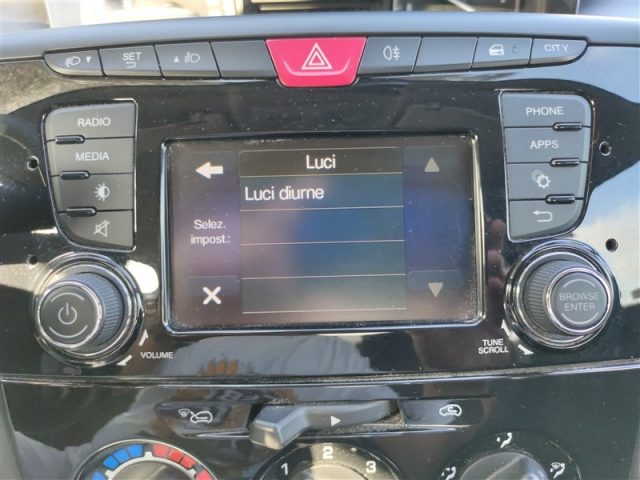 SET
CITY
RADIO
MEDIA
Luci
Luci diurne
Selez.
impost.:
PHONE
APPS
BROWSE
ENTER
VOLUME
TUNE
SCROLL
1 2 3